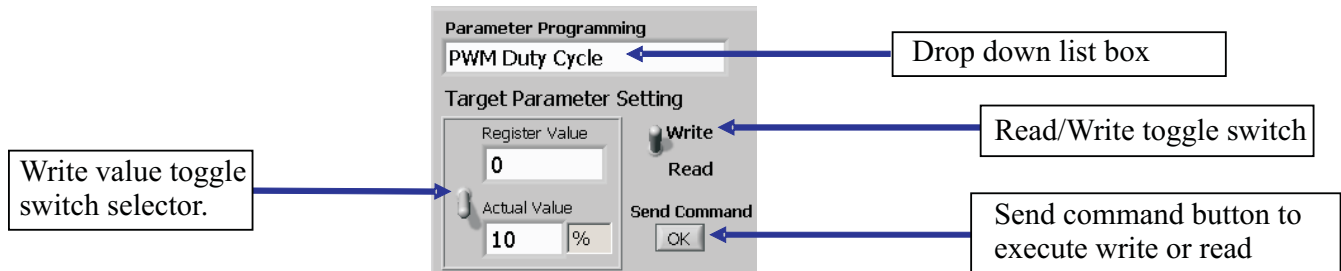 Parameter Programming
PWM Duty Cycle
Drop down list box
Target Parameter Setting
Register Value
0
Write
Read
Read/Write toggle switch
Write value toggle
switch selector.
Actual Value
10 %
Send Command
OK
Send command button to
execute write or read